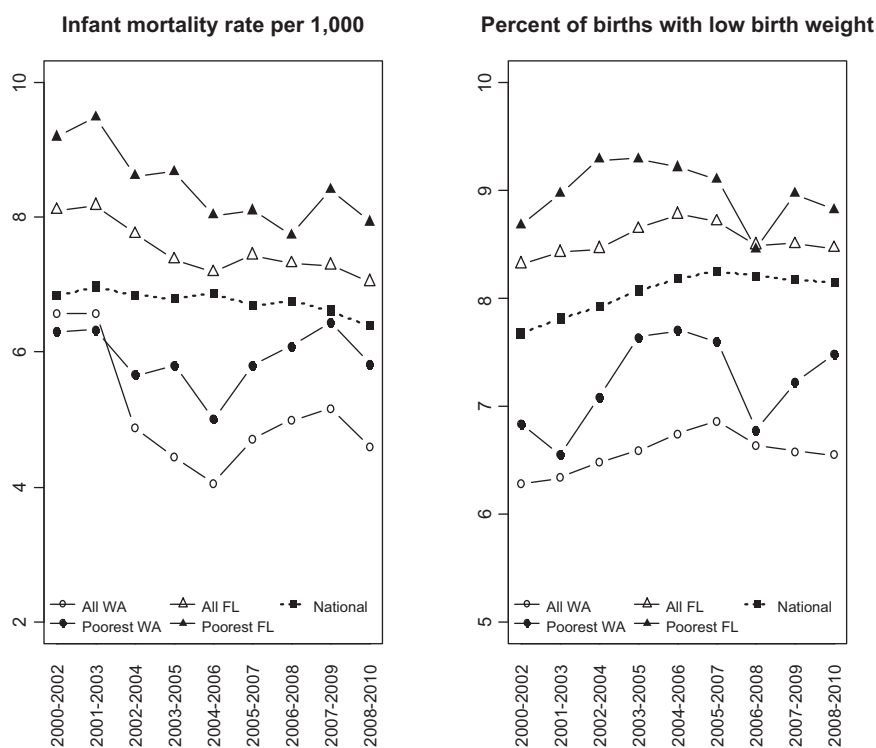 Infant mortality rate per 1,000
10
8
6
4
2
All WA
All FL
National
Poorest WA
Poorest FL
2000-2002
2001-2003
2002-2004
2003-2005
2004-2006
2005-2007
2006-2008
2007-2009
2008-2010
Percent of births with low birth weight
10
9
8
7
6
5
All WA
All FL
National
Poorest WA
Poorest FL
2000-2002
2001-2003
2002-2004
2003-2005
2004-2006
2005-2007
2006-2008
2007-2009
2008-2010